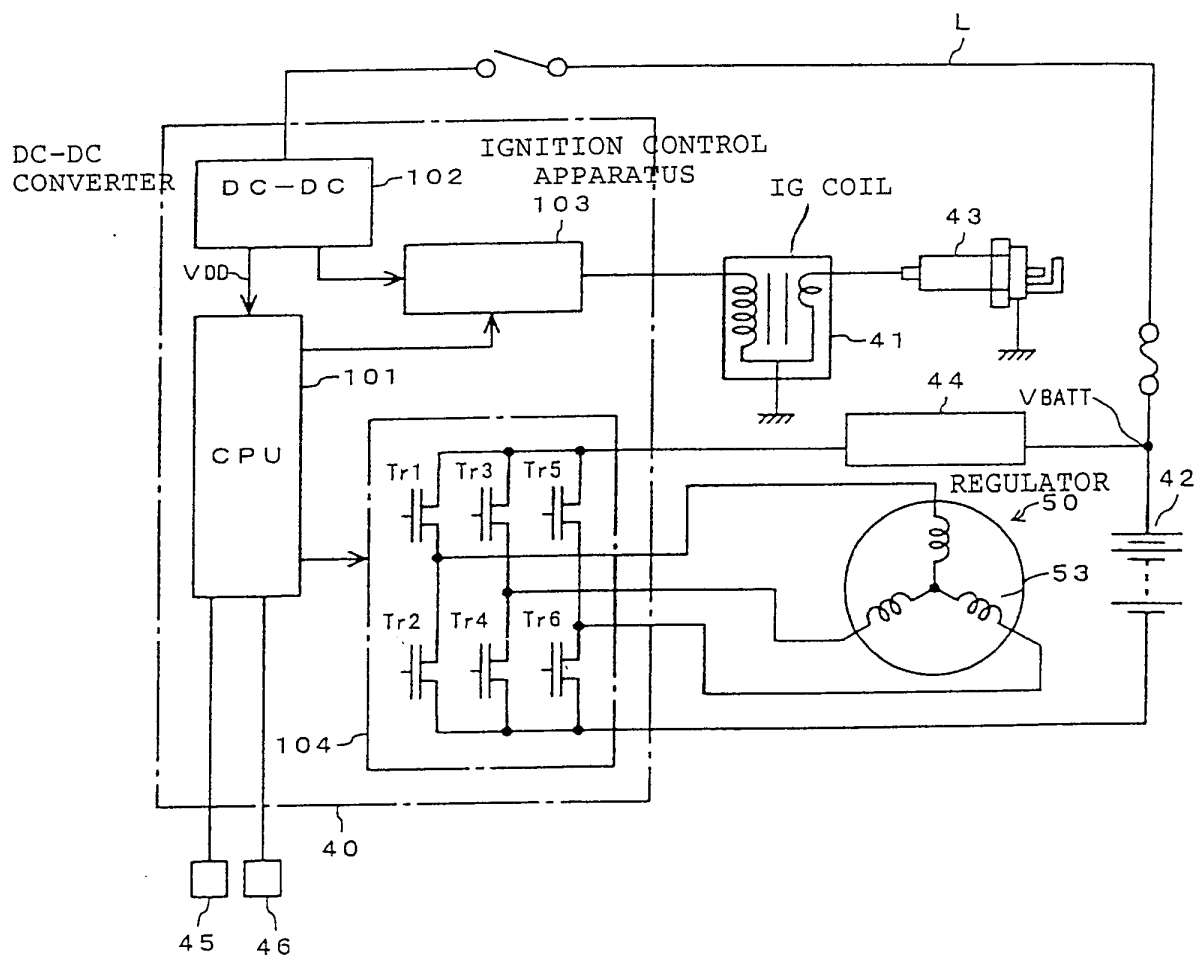 L
DC-DC
CONVERTER
DC-DC
102
IGNITION CONTROL
APPARATUS
103
IG COIL
43
VDD
41
101
44
VBATT
CPU
Tr1
Tr3
Tr5
REGULATOR
50
42
53
Tr2
Tr4
Tr6
104
40
45
46